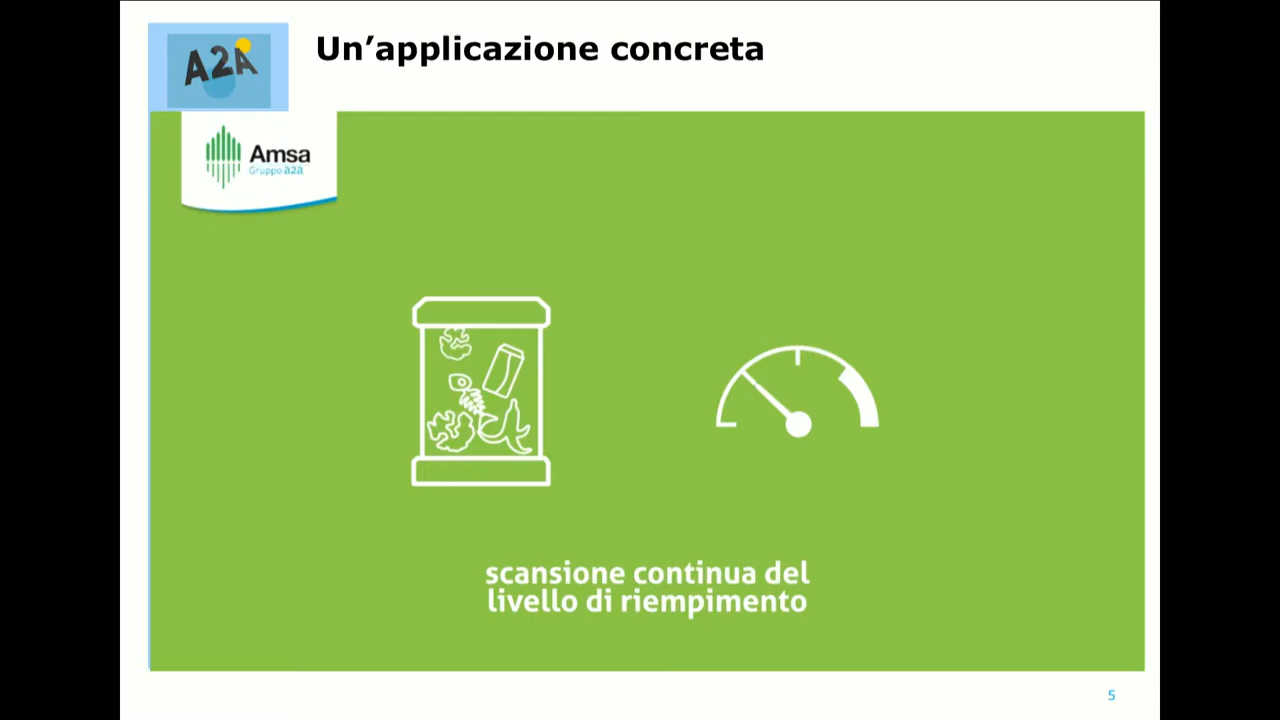 A2A
Un’applicazione concreta
Amsa
Gruppo a2a
scansione continua del
livello di riempimento
5